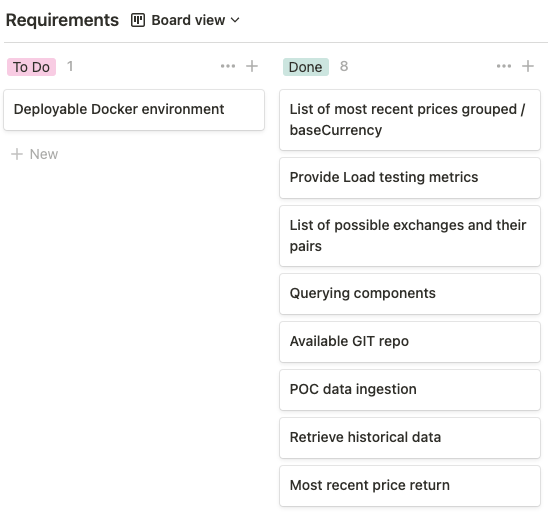 Requirements Board view
To Do 1
Deployable Docker environment
New
Done 8
List of most recent prices grouped /
baseCurrency
Provide Load testing metrics
List of possible exchanges and their
pairs
Querying components
Available GIT repo
POC data ingestion
Retrieve historical data
Most recent price return